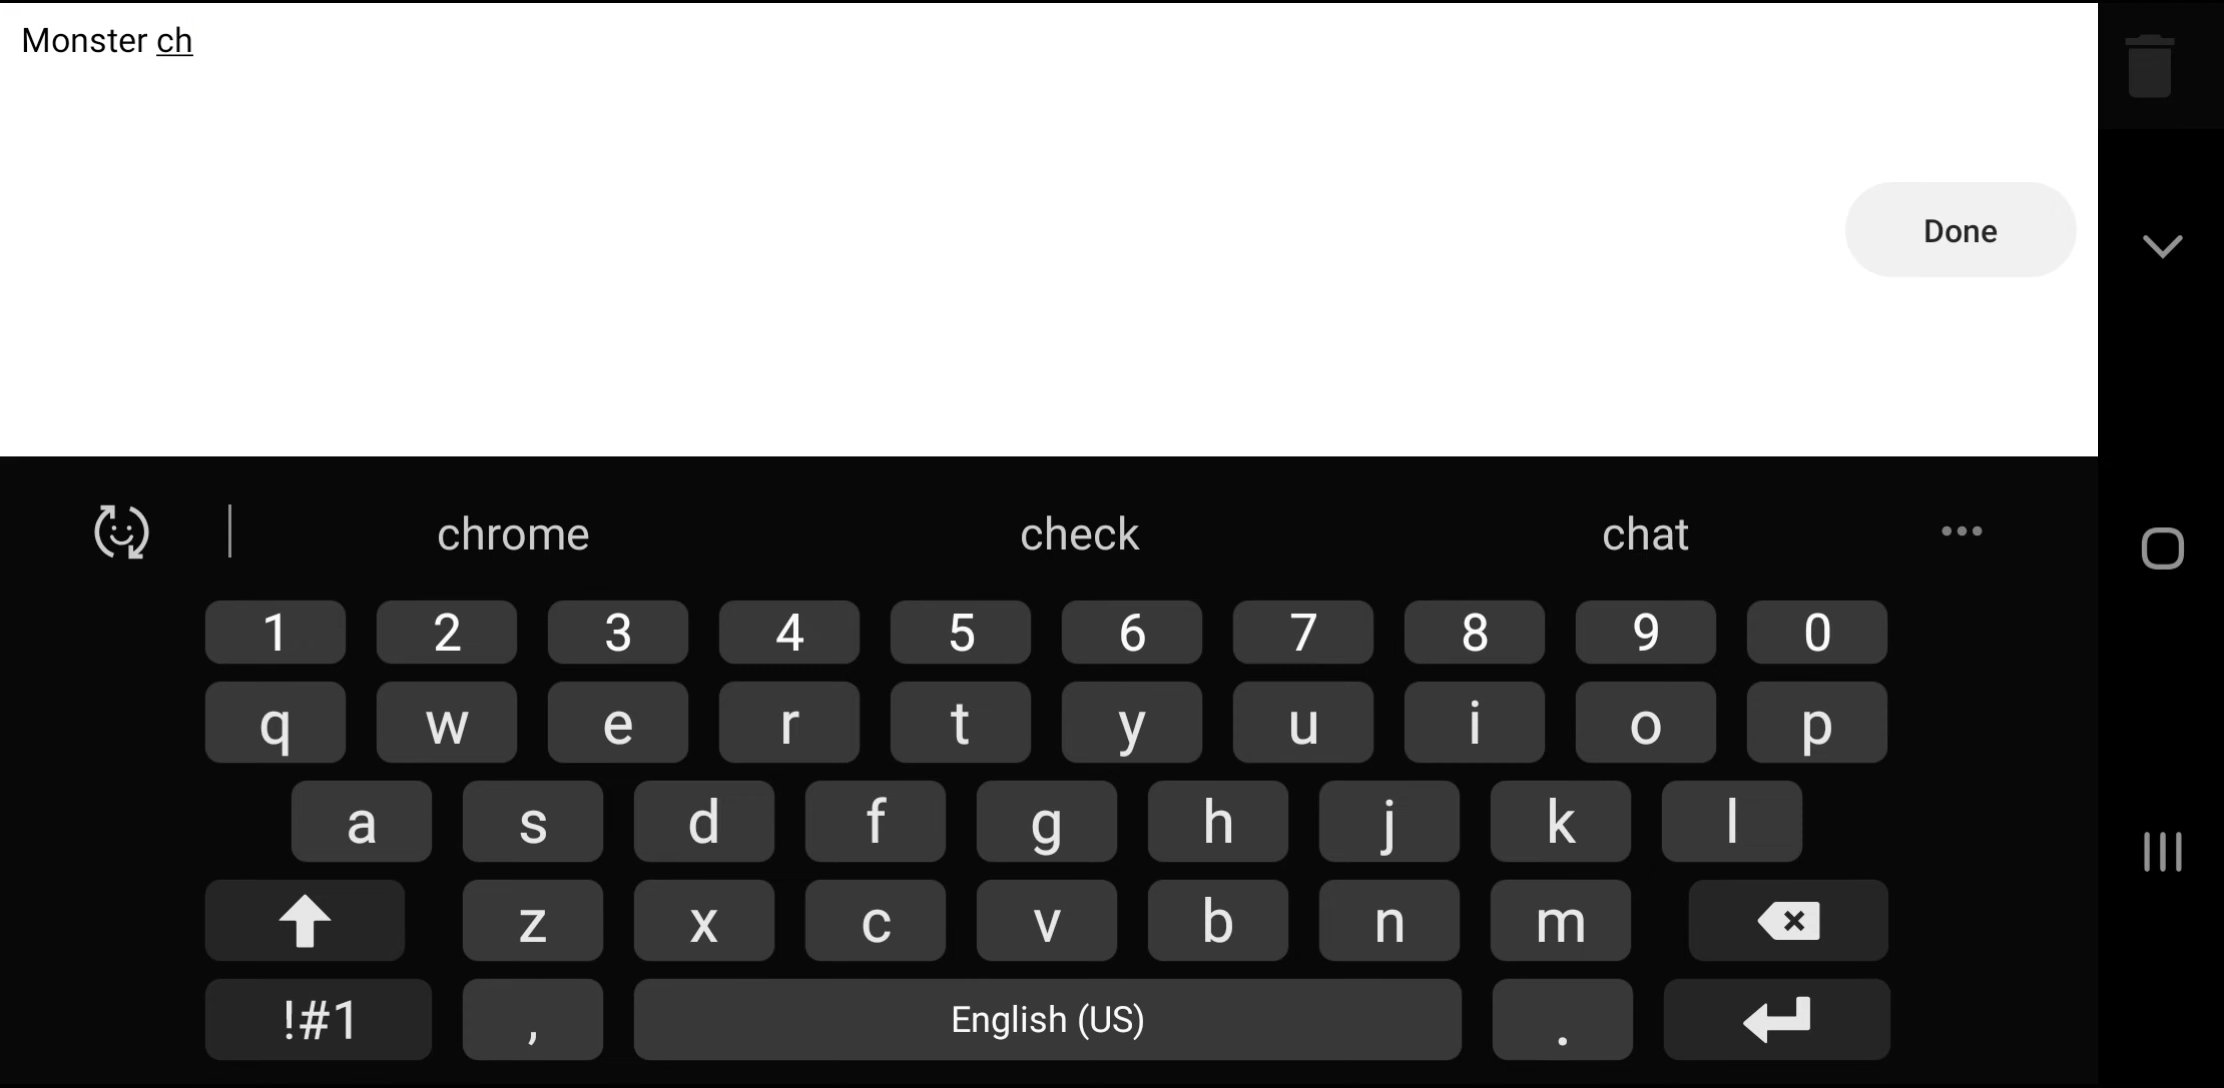 Monster ch
Done
chrome check chat
1 2 3 4 5 6 7 8 9 0
q w e r t y u i o p
a s d f g h j k l
z x c v b n m
!#1 , English (US) .